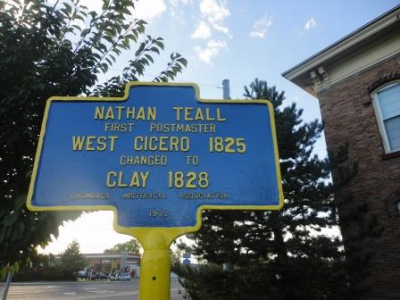 NATHAN TEALL
FIRST POSTMASTER
WEST CICERO 1825
CHANGED TO
CLAY 1828
ONONDAGA HISTORICAL ASSOCIATION